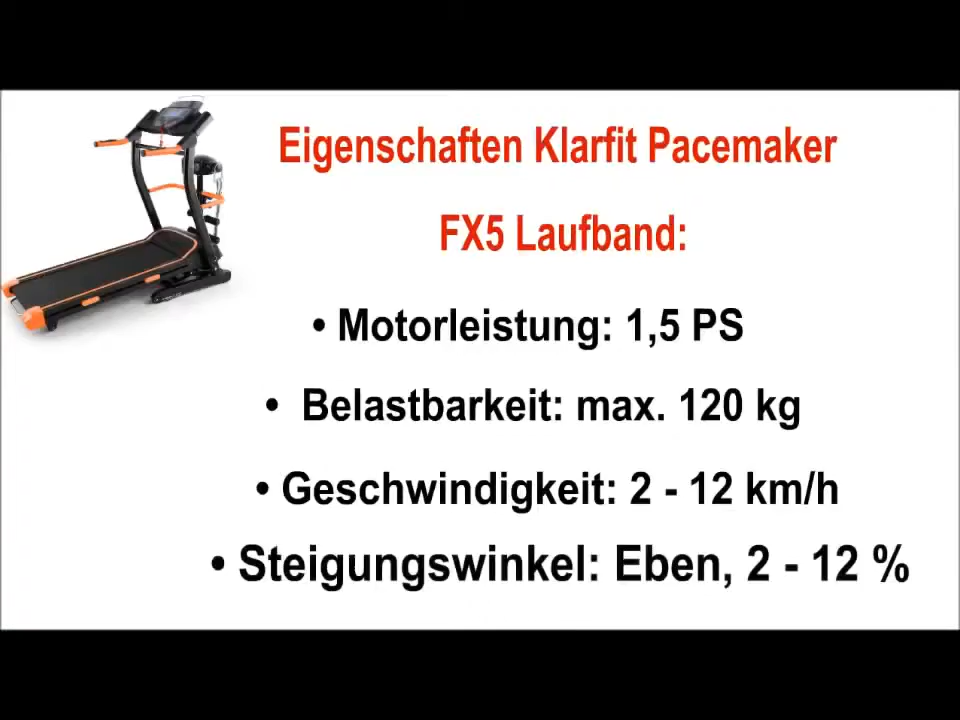 Eigenschaften Klarfit Pacemaker
FX5 Laufband:
• Motorleistung: 1,5 PS
• Belastbarkeit: max. 120 kg
• Geschwindigkeit: 2 - 12 km/h
• Steigungswinkel: Eben, 2 - 12 %